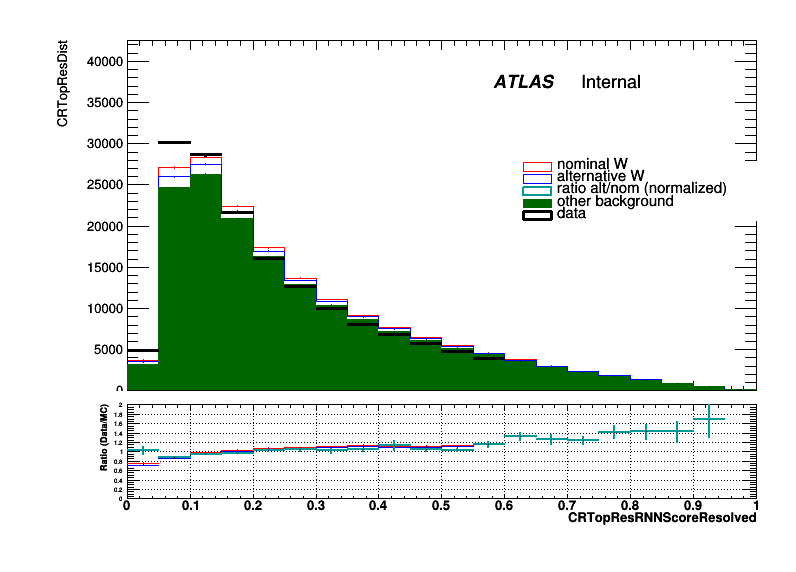 CRTopResDist
40000
35000
30000
25000
20000
15000
10000
5000
0
ATLAS Internal
nominal W
alternative W
ratio alt/nom (normalized)
other background
data
Ratio (Data/MC)
2
1.8
1.6
1.4
1.2
1
0.8
0.6
0.4
0.2
0
0 0.1 0.2 0.3 0.4 0.5 0.6 0.7 0.8 0.9 1
CRTopResRNNScoreResolved